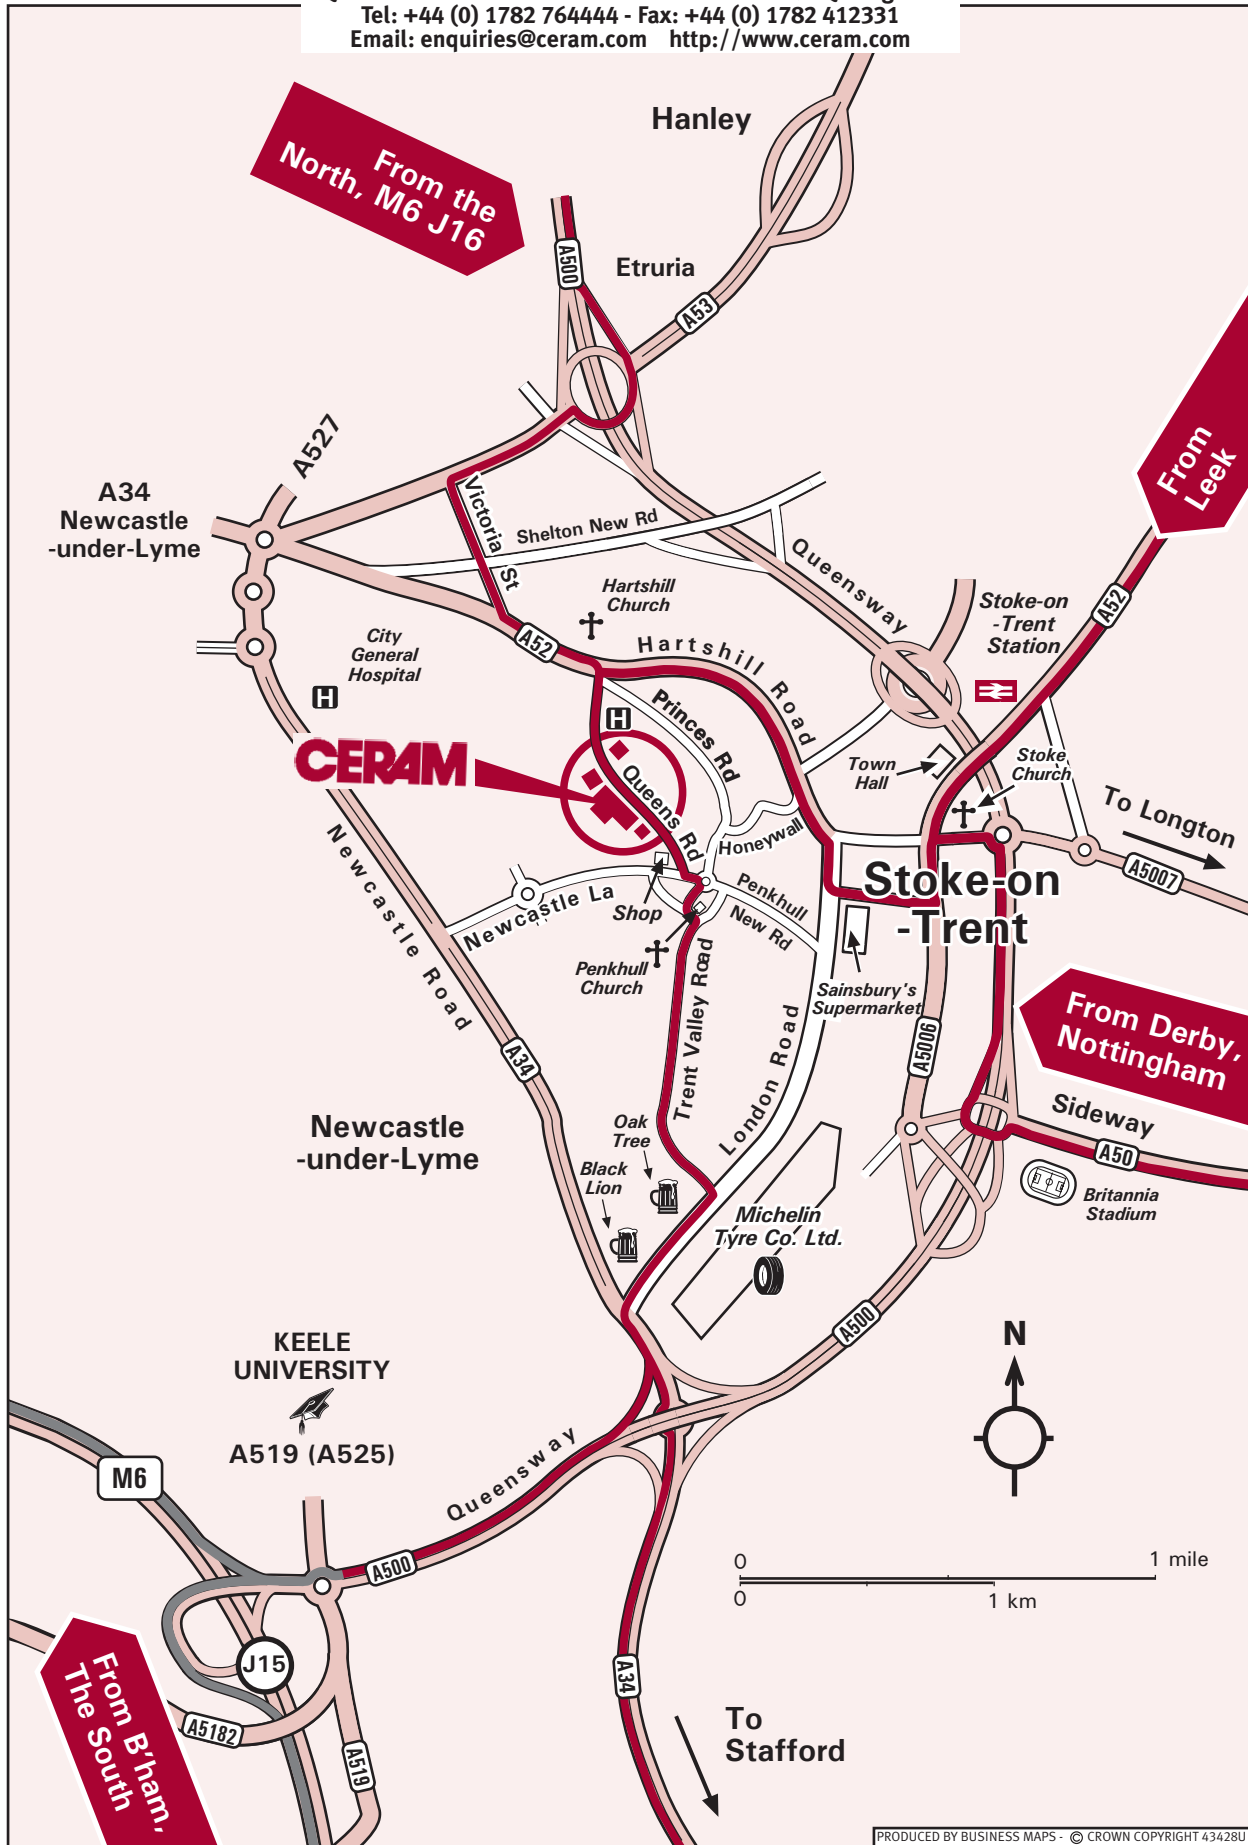 Tel: +44 (0) 1782 764444 - Fax: +44 (0) 1782 412331
Email: enquiries@ceram.com   http://www.ceram.com
Hanley
From the
North, M6 J16
A500
Etruria
A53
From
Leek
A527
A34
Newcastle
-under-Lyme
Victoria St
Shelton New Rd
Queensway
Hartshill
Church
Stoke-on
-Trent
Station
A52
City
General
Hospital
H
A52
Hartshill Road
H
Princes Rd
CERAM
Queens Rd
Town
Hall
Stoke
Church
To Longton
A5007
Honeywall
Newcastle Road
Newcastle La
Shop
Penkhull
New Rd
Stoke-on
-Trent
Penkhull
Church
Trent Valley Road
Sainsbury's
Supermarket
From Derby,
Nottingham
London Road
A5006
A34
Sideway
A50
Newcastle
-under-Lyme
Oak
Tree
Black
Lion
Britannia
Stadium
Michelin
Tyre Co. Ltd.
A500
KEELE
UNIVERSITY
A519 (A525)
N
M6
Queensway
A500
0
1 mile
0
1 km
J15
From B'ham,
The South
A5182
A519
A34
To
Stafford
PRODUCED BY BUSINESS MAPS - © CROWN COPYRIGHT 43428U